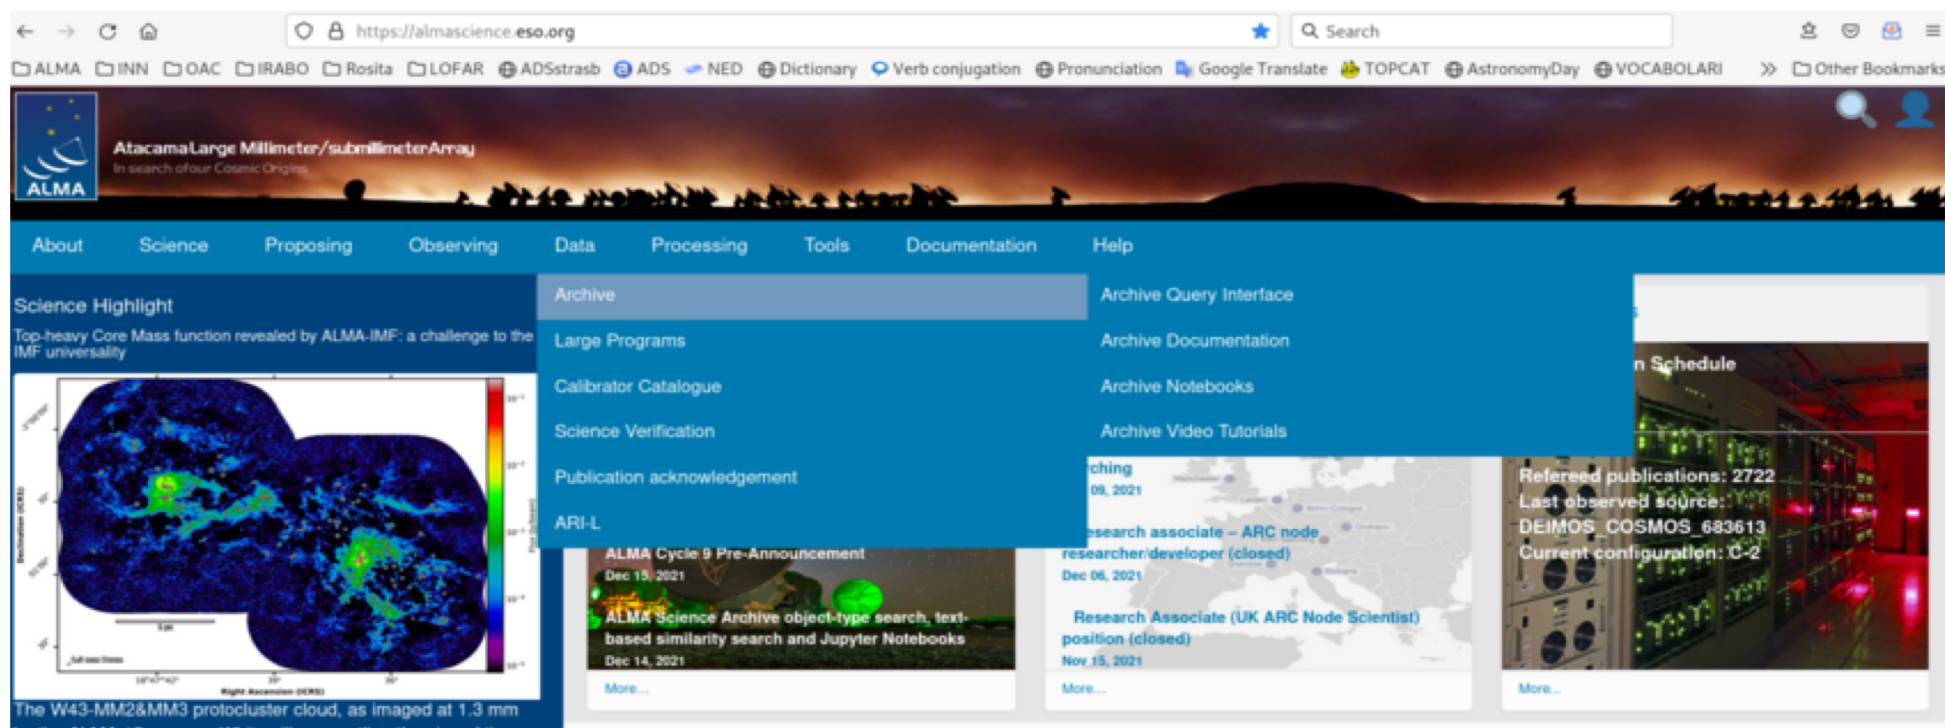 https://almascience.eso.org
Search
ALMA INN OAC IRABO Rosita LOFAR ADSstrasb ADS NED Dictionary Verb conjugation Pronunciation Google Translate TOPCAT AstronomyDay VOCABOLARI Other Bookmarks
ALMA
AtacamaLarge Millimeter/submillimeterArray
In search of our Cosmic Origins
About Science Proposing Observing Data Processing Tools Documentation Help
Archive
Large Programs
Calibrator Catalogue
Science Verification
Publication acknowledgement
ARI-L
Archive Query Interface
Archive Documentation
Archive Notebooks
Archive Video Tutorials
Science Highlight
Top-heavy Core Mass function revealed by ALMA-IMF: a challenge to the
IMF universality
Declination (ICRS)
5 pc
Right Ascension (ICRS)
The W43-MM2&MM3 protocluster cloud, as imaged at 1.3 mm
ALMA Cycle 9 Pre-Announcement
Dec 15, 2021
ALMA Science Archive object-type search, text-
based similarity search and Jupyter Notebooks
Dec 14, 2021
More...
rching
09, 2021
esearch associate – ARC node
researcher/developer (closed)
Dec 06, 2021
Research Associate (UK ARC Node Scientist)
position (closed)
Nov 15, 2021
More...
Bonn-Cologne
Bologna
n Schedule
Refereed publications: 2722
Last observed source:
DEIMOS_COSMOS_683613
Current configuration: C-2
More...